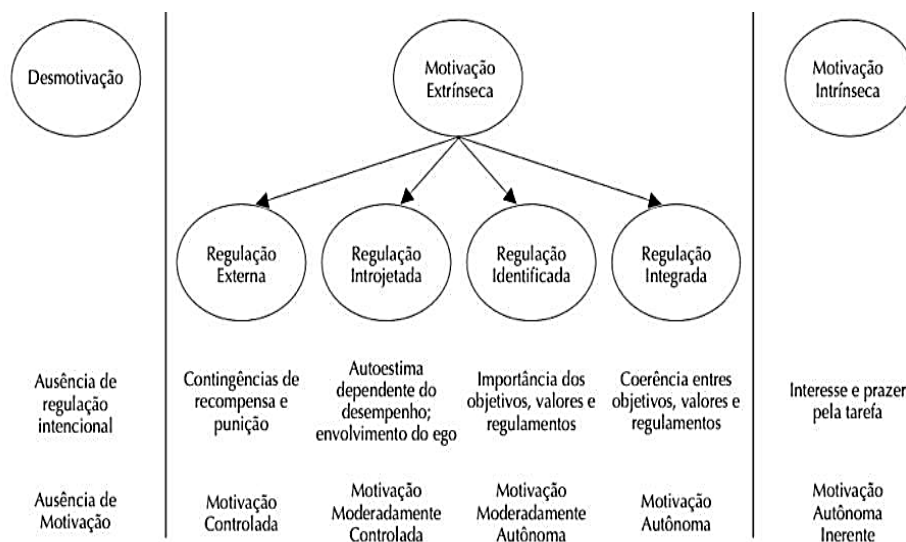 Desmotivação
Motivação
Extrínseca
Motivação
Intrínseca
Regulação
Externa
Regulação
Introjetada
Regulação
Identificada
Regulação
Integrada
Ausência de
regulação
intencional
Contingências de
recompensa e
punição
Autoestima
dependente do
desempenho;
envolvimento do ego
Importância dos
objetivos, valores e
regulamentos
Coerência entres
objetivos, valores e
regulamentos
Interesse e prazer
pela tarefa
Ausência de
Motivação
Motivação
Controlada
Motivação
Moderadamente
Controlada
Motivação
Moderadamente
Autônoma
Motivação
Autônoma
Motivação
Autônoma
Inerente